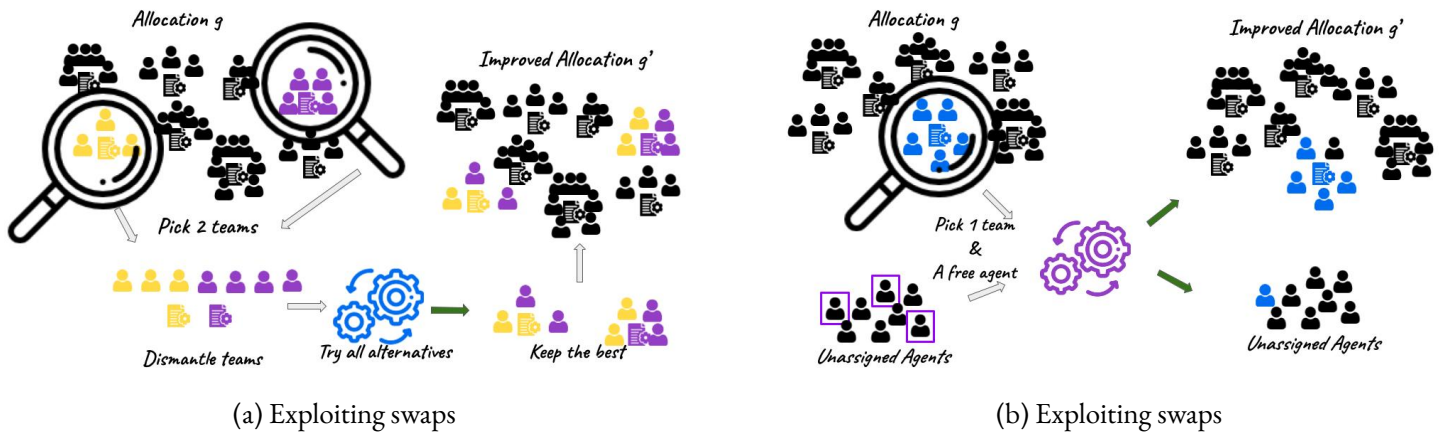 Allocation g
Improved Allocation g’
Pick 2 teams
Dismantle teams
Try all alternatives
Keep the best
(a) Exploiting swaps
Allocation g
Improved Allocation g’
Pick 1 team
&
A free agent
Unassigned Agents
Unassigned Agents
(b) Exploiting swaps